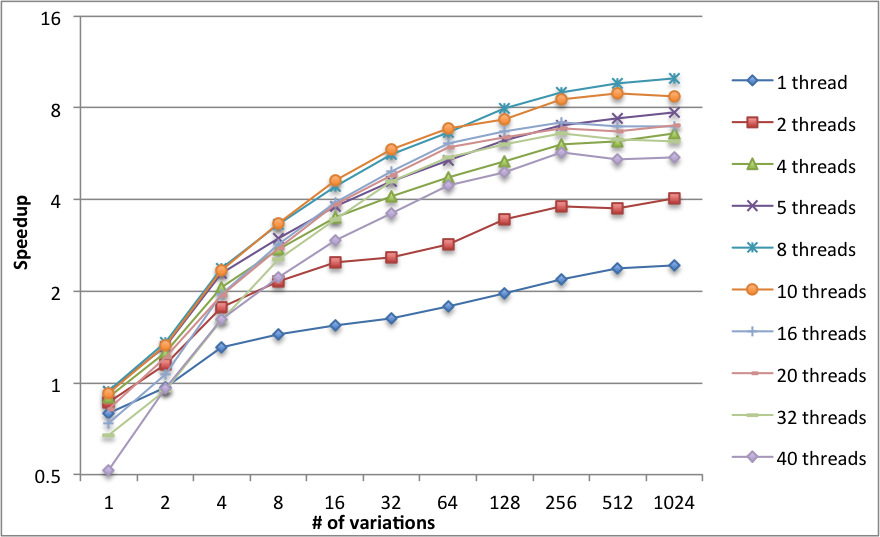 16
8
4
2
1
0.5
Speedup
1 2 4 8 16 32 64 128 256 512 1024
# of variations
1 thread
2 threads
4 threads
5 threads
8 threads
10 threads
16 threads
20 threads
32 threads
40 threads